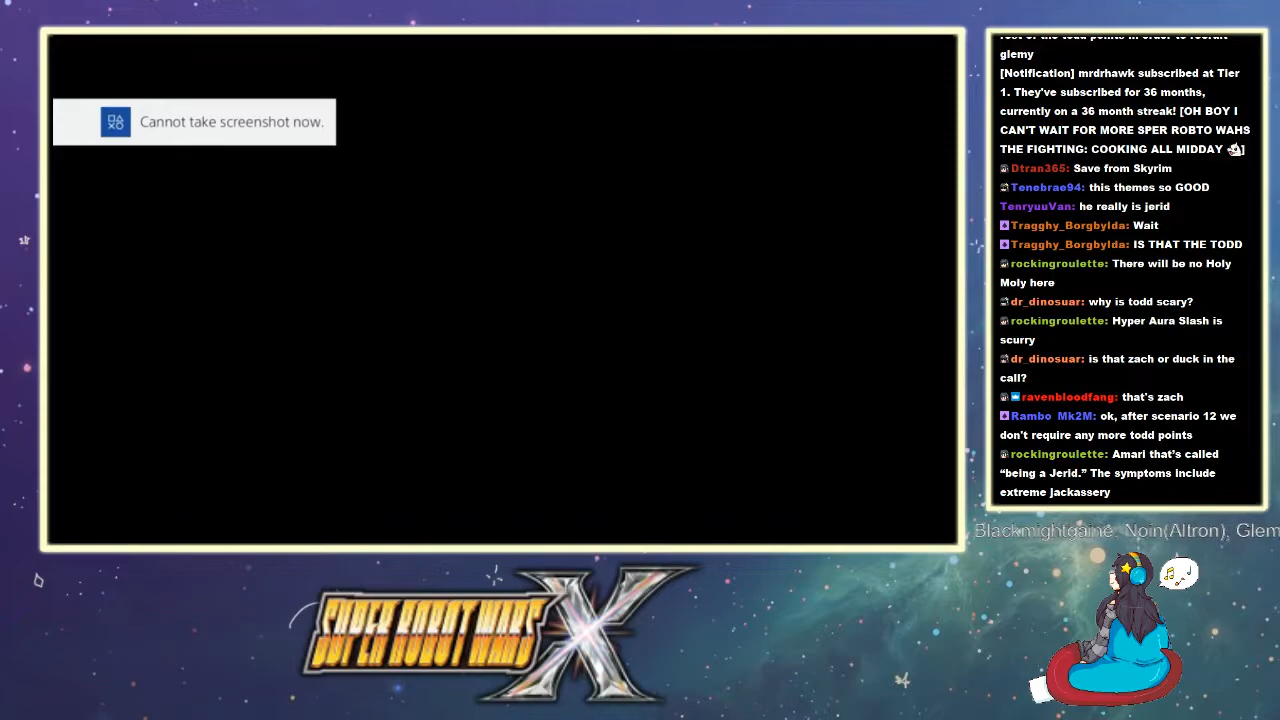 Cannot take screenshot now.
glemy
[Notification] mrdrhawk subscribed at Tier
1. They've subscribed for 36 months,
currently on a 36 month streak! [OH BOY I
CAN'T WAIT FOR MORE SPER ROBTO WAHS
THE FIGHTING: COOKING ALL MIDDAY ]
Dtran365: Save from Skyrim
Tenebrae94: this themes so GOOD
TenryuuVan: he really is jerid
Tragghy_Borgbylda: Wait
Tragghy_Borgbylda: IS THAT THE TODD
rockingroulette: There will be no Holy
Moly here
dr_dinosuar: why is todd scary?
rockingroulette: Hyper Aura Slash is
scurry
dr_dinosuar: is that zach or duck in the
call?
ravenbloodfang: that's zach
Rambo_Mk2M: ok, after scenario 12 we
don't require any more todd points
rockingroulette: Amari that's called
“being a Jerid.” The symptoms include
extreme jackassery
Blackmightgaine, Noin(Altron), Glem
SUPER ROBOT WARS X